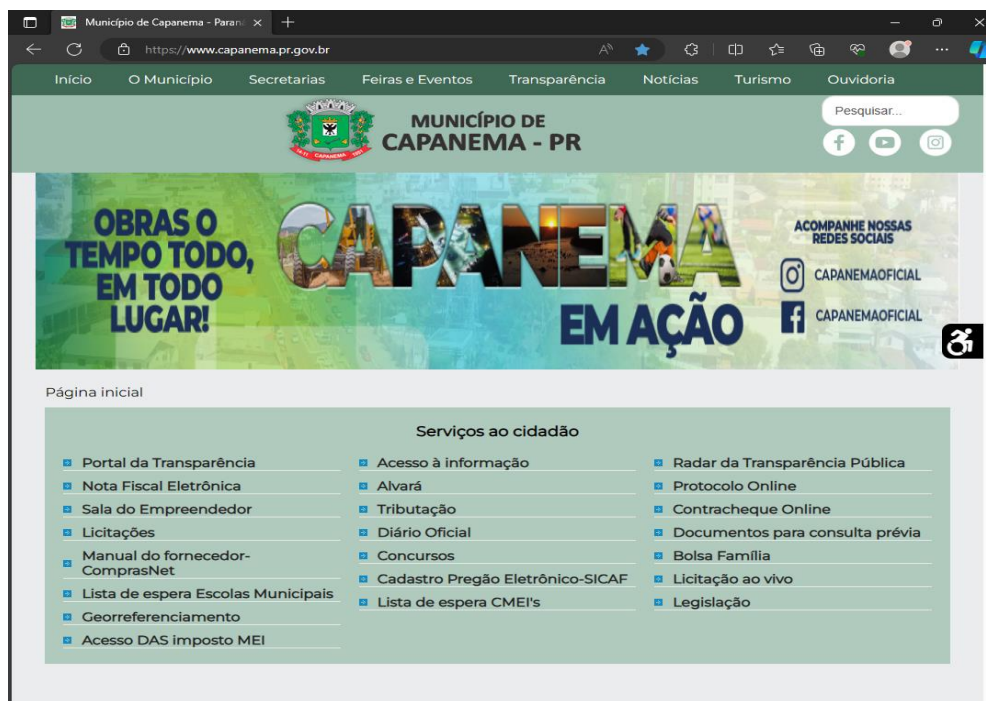 Município de Capanema - Paraná
https://www.capanema.pr.gov.br
Início O Município Secretarias Feiras e Eventos Transparência Notícias Turismo Ouvidoria
CAPANEMA
MUNICÍPIO DE
CAPANEMA - PR
Pesquisar...
OBRAS O
TEMPO TODO,
EM TODO
LUGAR!
CAPANEMA
EM AÇÃO
ACOMPANHE NOSSAS
REDES SOCIAIS
CAPANEMAOFICIAL
CAPANEMAOFICIAL
Página inicial
Serviços ao cidadão
Portal da Transparência
Nota Fiscal Eletrônica
Sala do Empreendedor
Licitações
Manual do fornecedor-
ComprasNet
Lista de espera Escolas Municipais
Georreferenciamento
Acesso DAS imposto MEI
Acesso à informação
Alvará
Tributação
Diário Oficial
Concursos
Cadastro Pregão Eletrônico-SICAF
Lista de espera CMEI's
Radar da Transparência Pública
Protocolo Online
Contracheque Online
Documentos para consulta prévia
Bolsa Família
Licitação ao vivo
Legislação